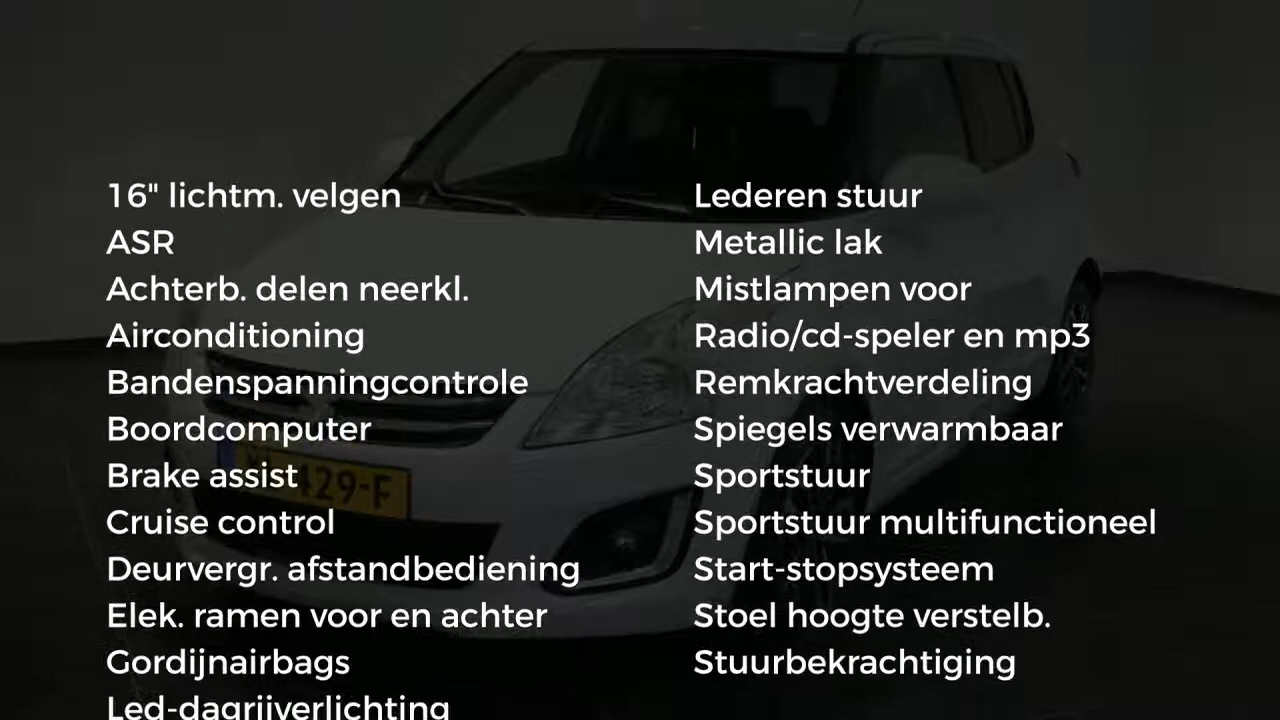 16" lichtm. velgen
ASR
Achterb. delen neerkl.
Airconditioning
Bandenspanningcontrole
Boordcomputer
Brake assist
Cruise control
Deurvergr. afstandbediening
Elek. ramen voor en achter
Gordijnairbags
Led-dagrijverlichting
Lederen stuur
Metallic lak
Mistlampen voor
Radio/cd-speler en mp3
Remkrachtverdeling
Spiegels verwarmbaar
Sportstuur
Sportstuur multifunctioneel
Start-stopsysteem
Stoel hoogte verstelb.
Stuurbekrachtiging